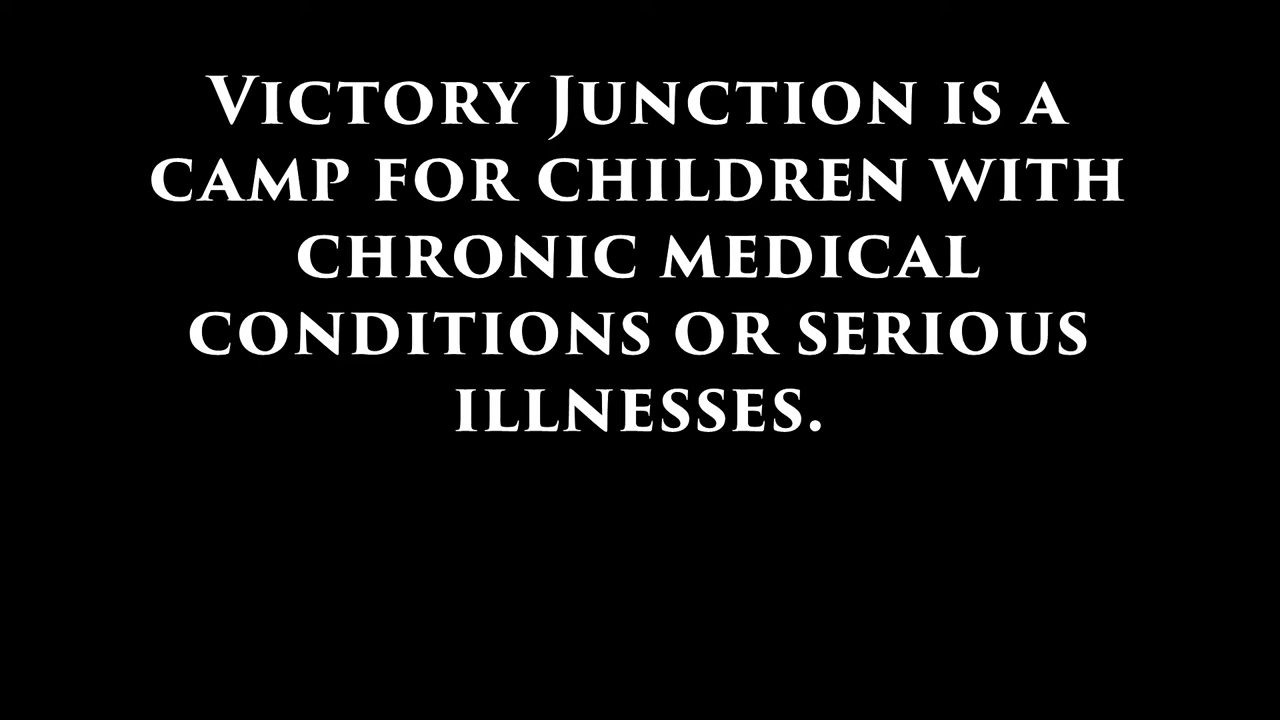 Victory Junction is a
camp for children with
chronic medical
conditions or serious
illnesses.